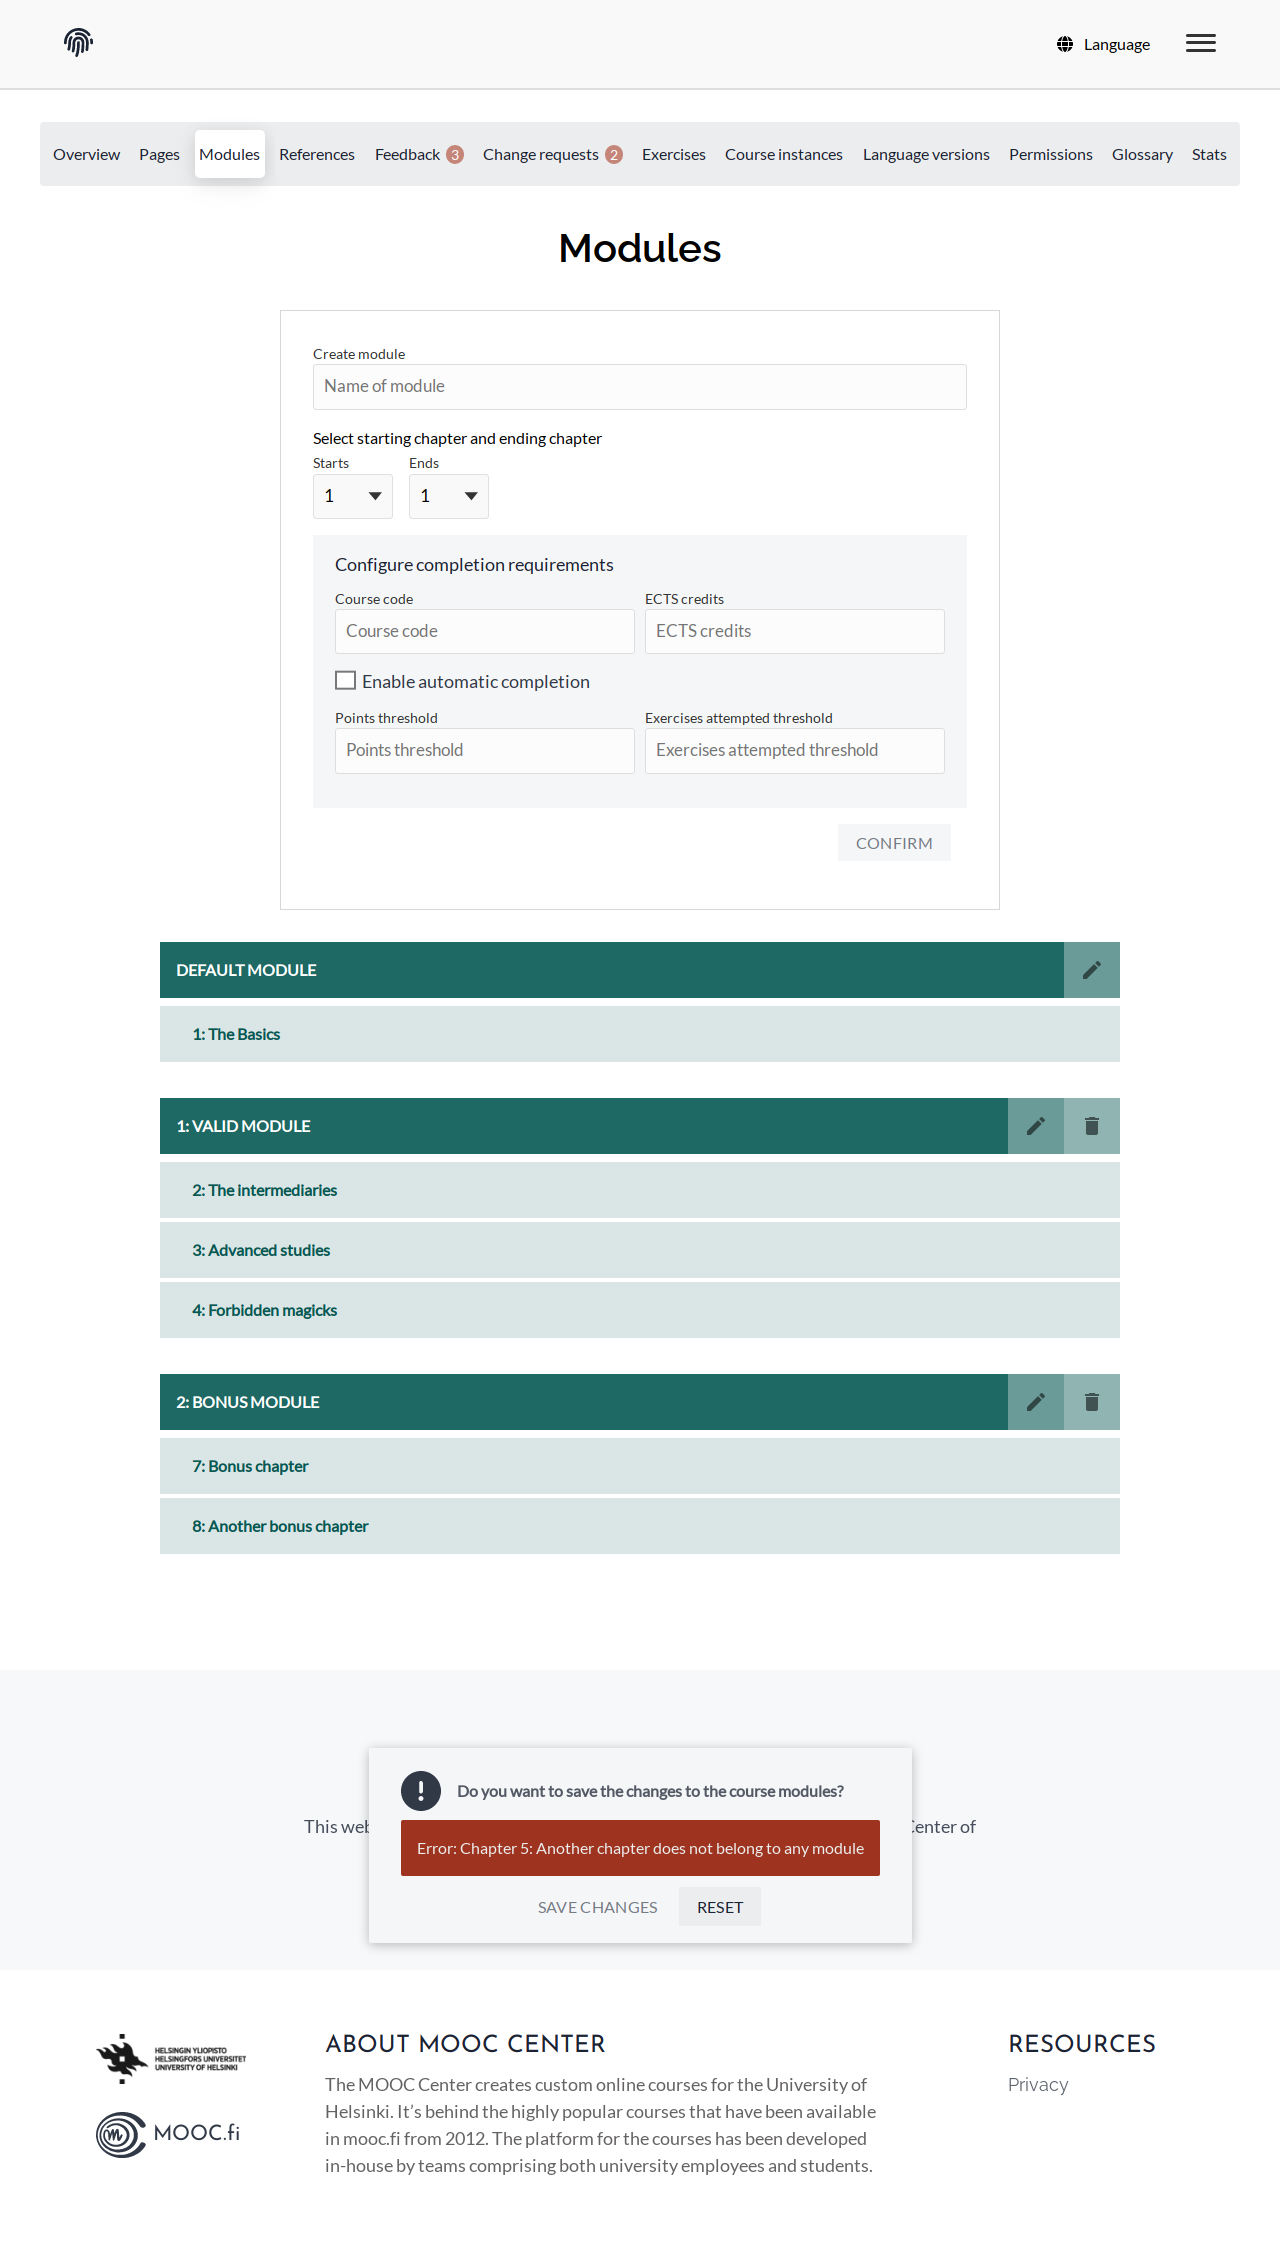 Language
Overview Pages Modules References Feedback 3 Change requests 2 Exercises Course instances Language versions Permissions Glossary Stats
Modules
Create module
Name of module
Select starting chapter and ending chapter
Starts Ends
1 1
Configure completion requirements
Course code ECTS credits
Course code ECTS credits
Enable automatic completion
Points threshold Exercises attempted threshold
Points threshold Exercises attempted threshold
CONFIRM
DEFAULT MODULE
1: The Basics
1: VALID MODULE
2: The intermediaries
3: Advanced studies
4: Forbidden magicks
2: BONUS MODULE
7: Bonus chapter
8: Another bonus chapter
Do you want to save the changes to the course modules?
This Center of
Error: Chapter 5: Another chapter does not belong to any module
SAVE CHANGES RESET
HELSINGIN YLIOPISTO
HELSINGFORS UNIVERSITET
UNIVERSITY OF HELSINKI
MOOC.fi
ABOUT MOOC CENTER
The MOOC Center creates custom online courses for the University of
Helsinki. It’s behind the highly popular courses that have been available
in mooc.fi from 2012. The platform for the courses has been developed
in-house by teams comprising both university employees and students.
RESOURCES
Privacy